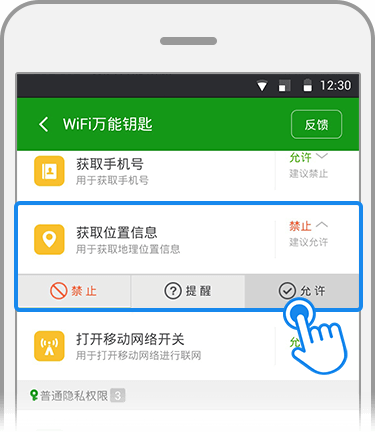 12:30
WiFi万能钥匙
反馈
获取手机号
允许
用于获取手机号
建议禁止
获取位置信息
禁止
用于获取地理位置信息
建议允许
禁止
提醒
允许
打开移动网络开关
允
用于打开移动网络进行联网
普通隐私权限 3